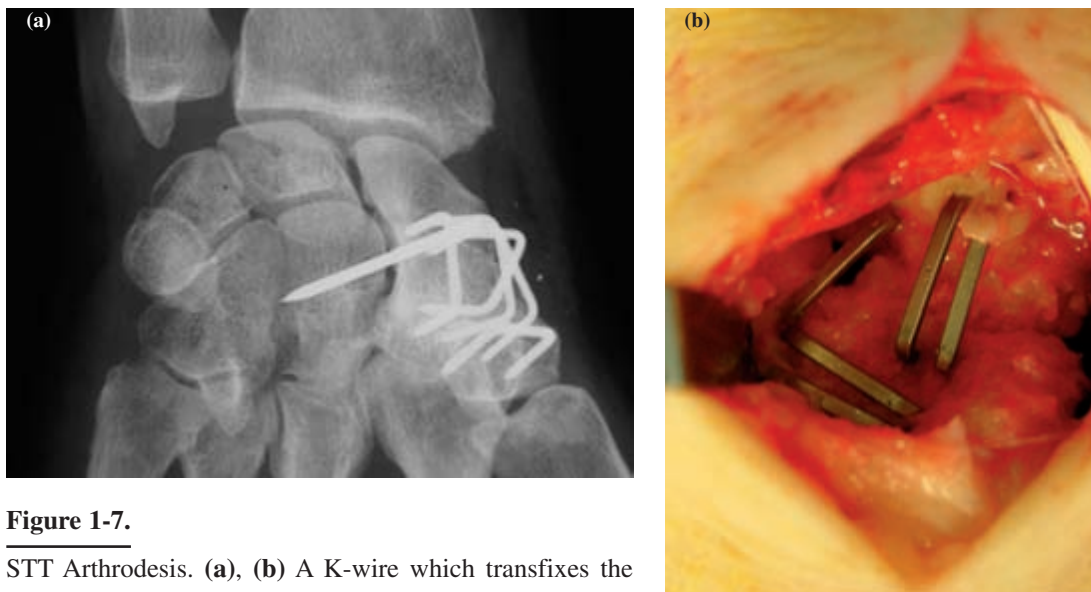 (a)
(b)
Figure 1-7.
STT Arthrodesis. (a), (b) A K-wire which transfixes the